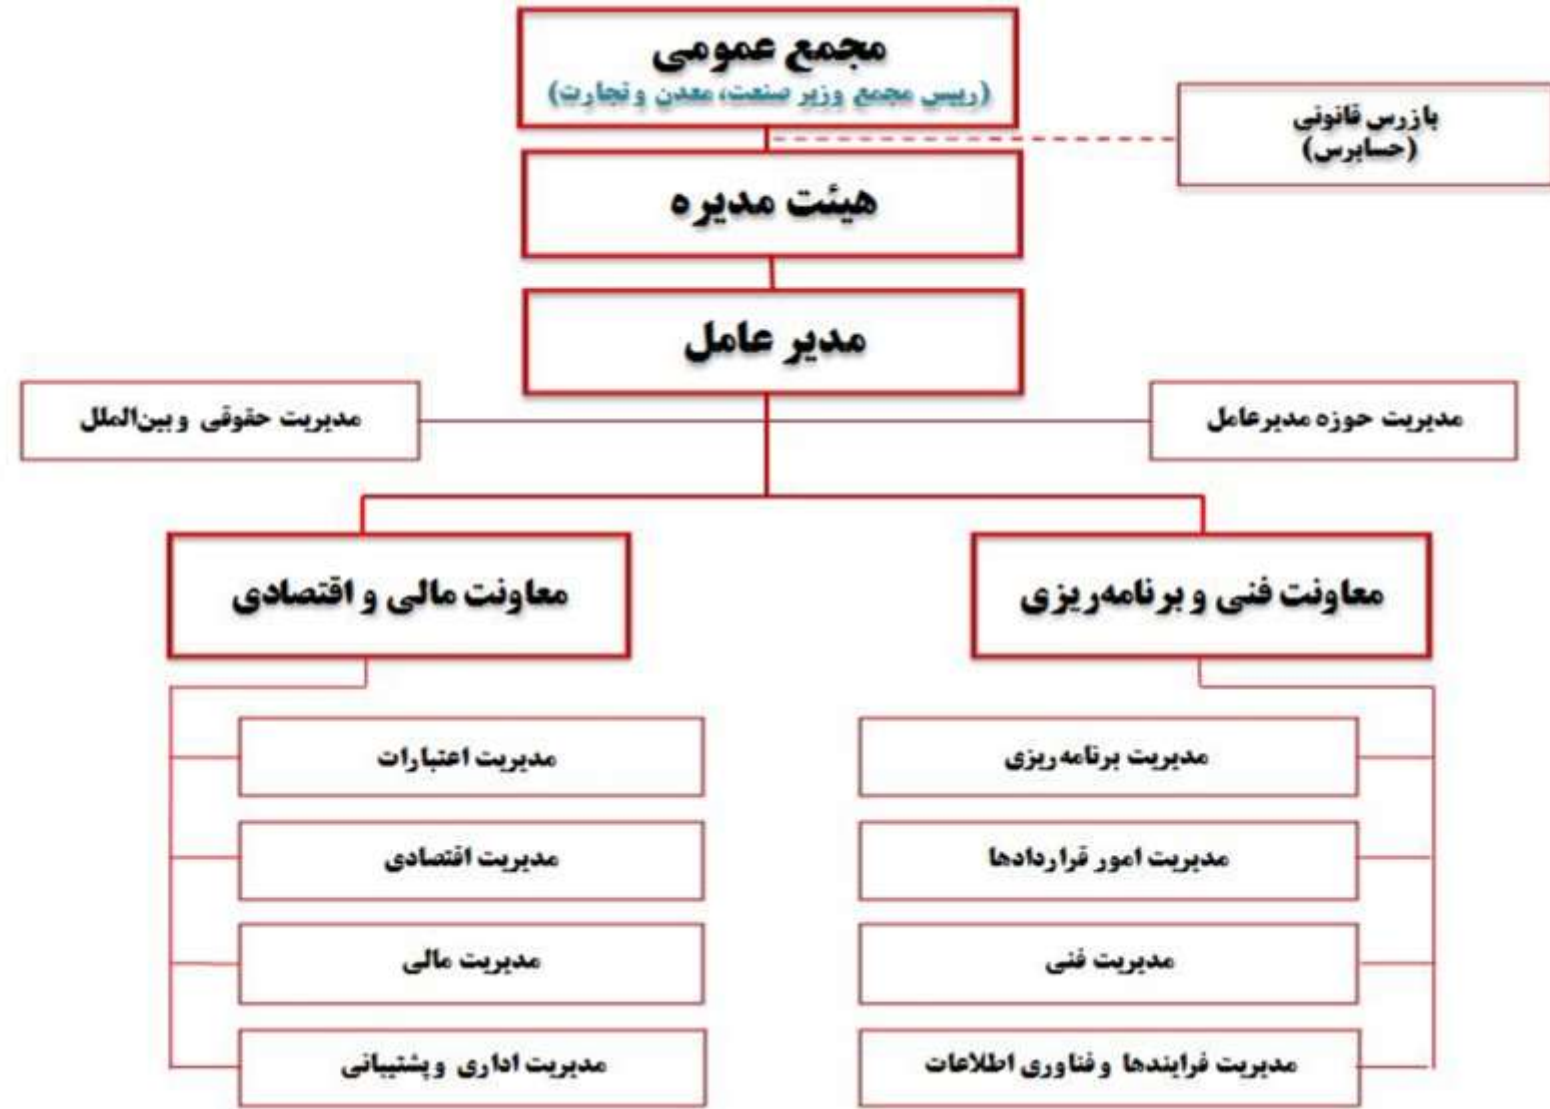 مجمع عمومی
(رییس مجمع وزیر صنعت، معدن و تجارت)
بازرس قانونی
(حسابرس)
هیئت مدیره
مدیر عامل
مدیریت حوزه مدیرعامل
مدیریت حقوقی و بین‌الملل
معاونت فنی و برنامه‌ریزی
معاونت مالی و اقتصادی
مدیریت برنامه‌ریزی
مدیریت امور قراردادها
مدیریت فنی
مدیریت فرایندها و فناوری اطلاعات
مدیریت اعتبارات
مدیریت اقتصادی
مدیریت مالی
مدیریت اداری و پشتیبانی